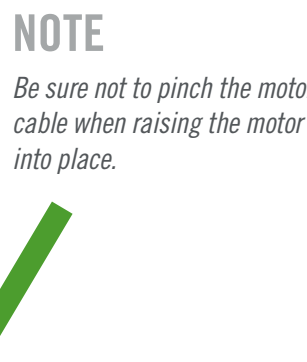 NOTE
Be sure not to pinch the moto
cable when raising the motor
into place.